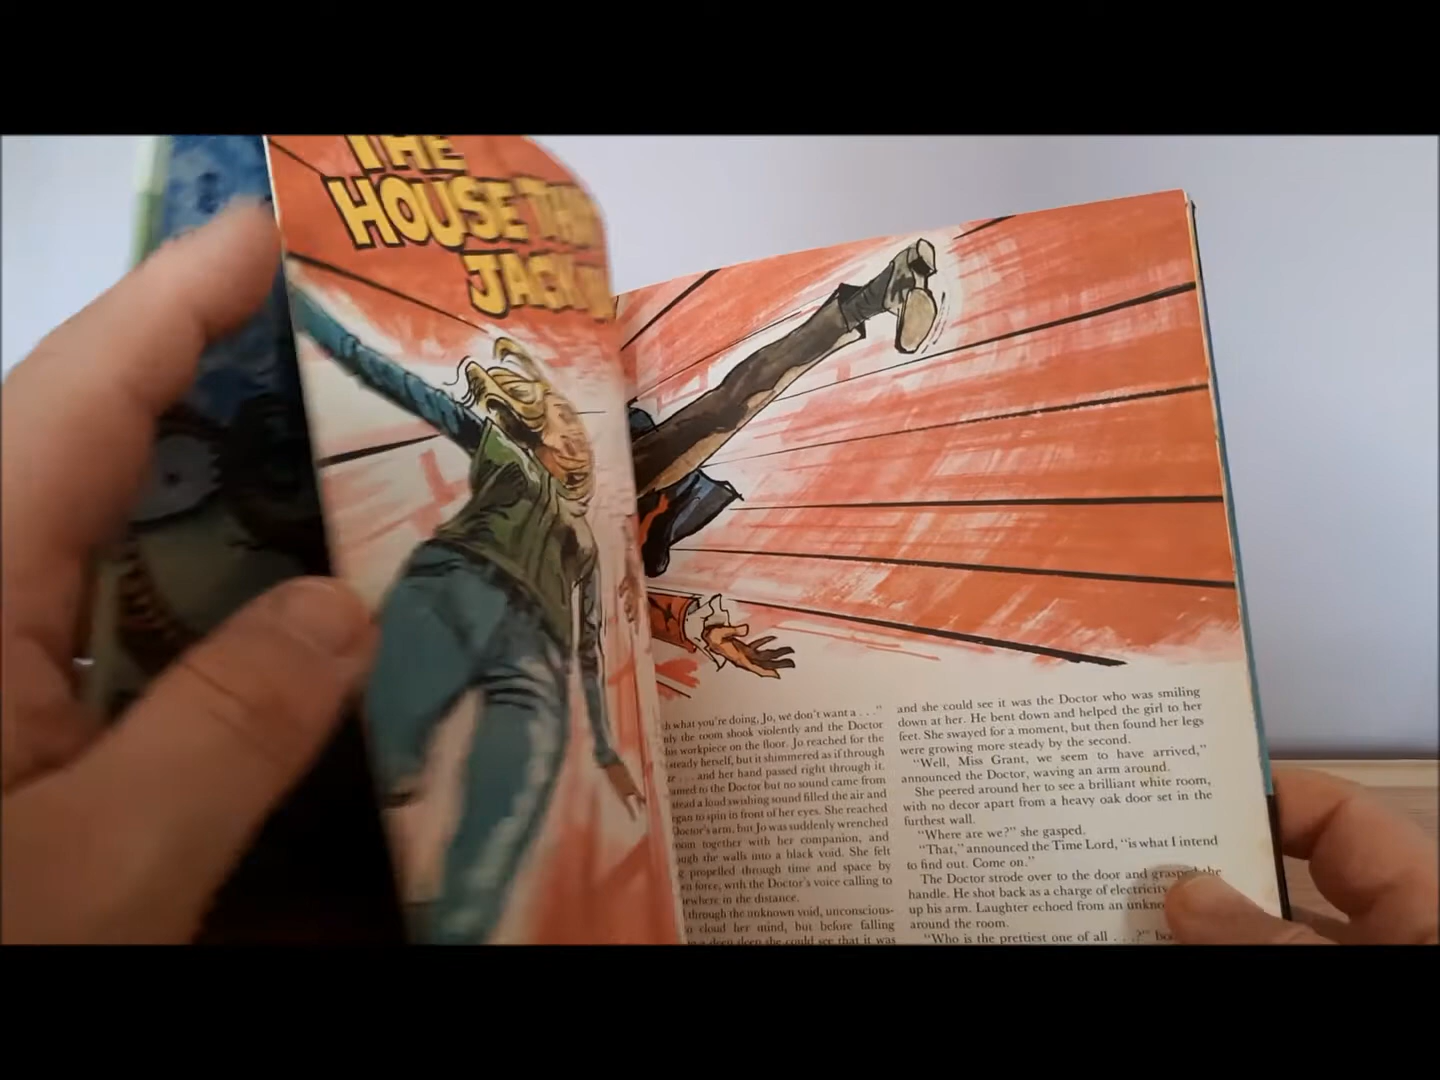 THE
HOUSE
JACK
what you're doing, Jo, we don't want a . . ."
the room shook violently and the Doctor
workpiece on the floor. Jo reached for the
steady herself, but it shimmered as if through
. . . and her hand passed right through it.
to the Doctor but no sound came from
a loud swishing sound filled the air and
to spin in front of her eyes. She reached
Doctor's arm, but Jo was suddenly wrenched
together with her companion, and
the walls into a black void. She felt
propelled through time and space by
force, with the Doctor's voice calling to
in the distance.
through the unknown void,
cloud her mind, but before falling
deep deep she could see that it was
and she could see it was the Doctor who was smiling
down at her. He bent down and helped the girl to her
feet. She swayed for a moment, but then found her legs
were growing more steady by the second.
"Well, Miss Grant, we seem to have arrived,"
announced the Doctor, waving an arm around.
She peered around her to see a brilliant white room,
with no decor apart from a heavy oak door set in the
furthest wall.
"Where are we?" she gasped.
"That," announced the Time Lord, "is what I intend
to find out. Come on."
The Doctor strode over to the door and grasped the
handle. He shot back as a charge of electricity
up his arm. Laughter echoed from an
around the room.
"Who is the prettiest one of all . . .?"